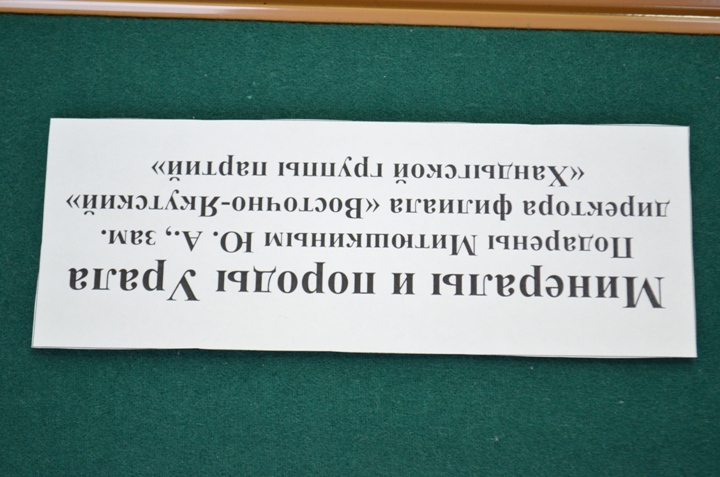 Минералы и породы Урала
Подарены Митюшкиным Ю. А., зам.
директора филиала «Восточно-Якутский»
«Хандыгской группы партий»